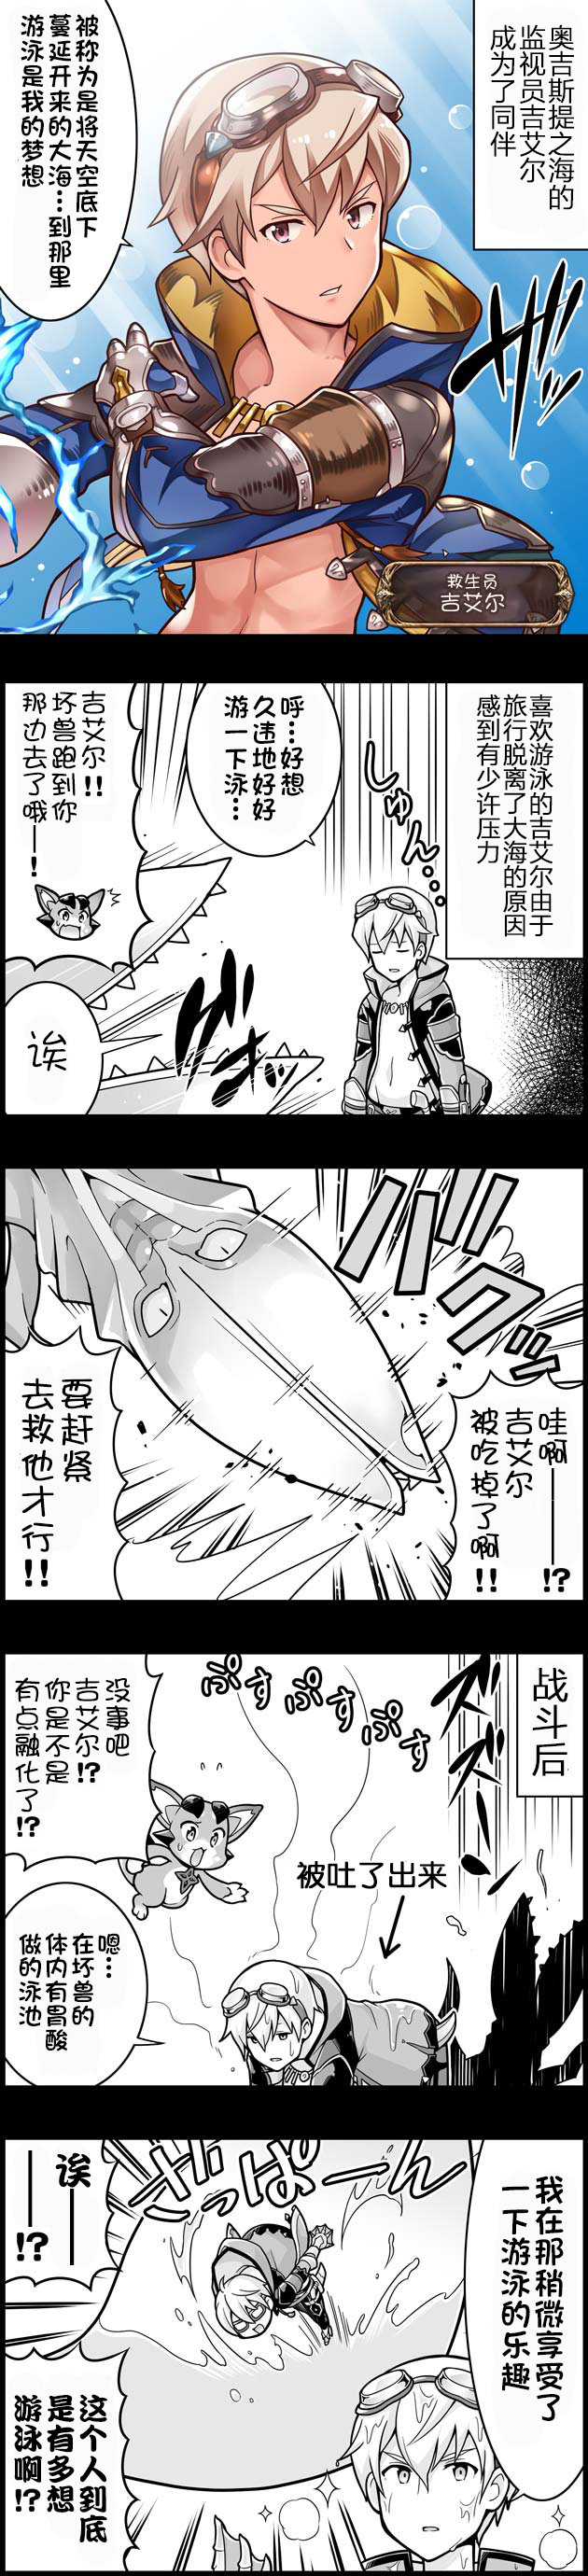 奥吉斯提之海的
监视员吉艾尔
成为了同伴
被称为是将天空底下
蔓延开来的大海…到那里
游泳是我的梦想
バッ
救生员
吉艾尔
喜欢游泳的吉艾尔由于
旅行脱离了大海的原因
感到有少许压力
しゅん…
呼…好想
久违地好好
游一下泳…
吉艾尔!!
坏兽跑到你
那边去了哦——!
诶
バクッ
哇啊——!?
吉艾尔
被吃掉了啊!!
要赶紧
去救他才行!!
战斗后
ズズ
ぷすぷすぷす
没事吧
吉艾尔!?
你是不是
有点融化了!?
被吐了出来
嗯…
在坏兽的
体内有胃酸
做的泳池
我在那稍微享受了
一下游泳的乐趣
ざっぱーん
诶——
——!?
这个人到底
是有多想
游泳啊!?